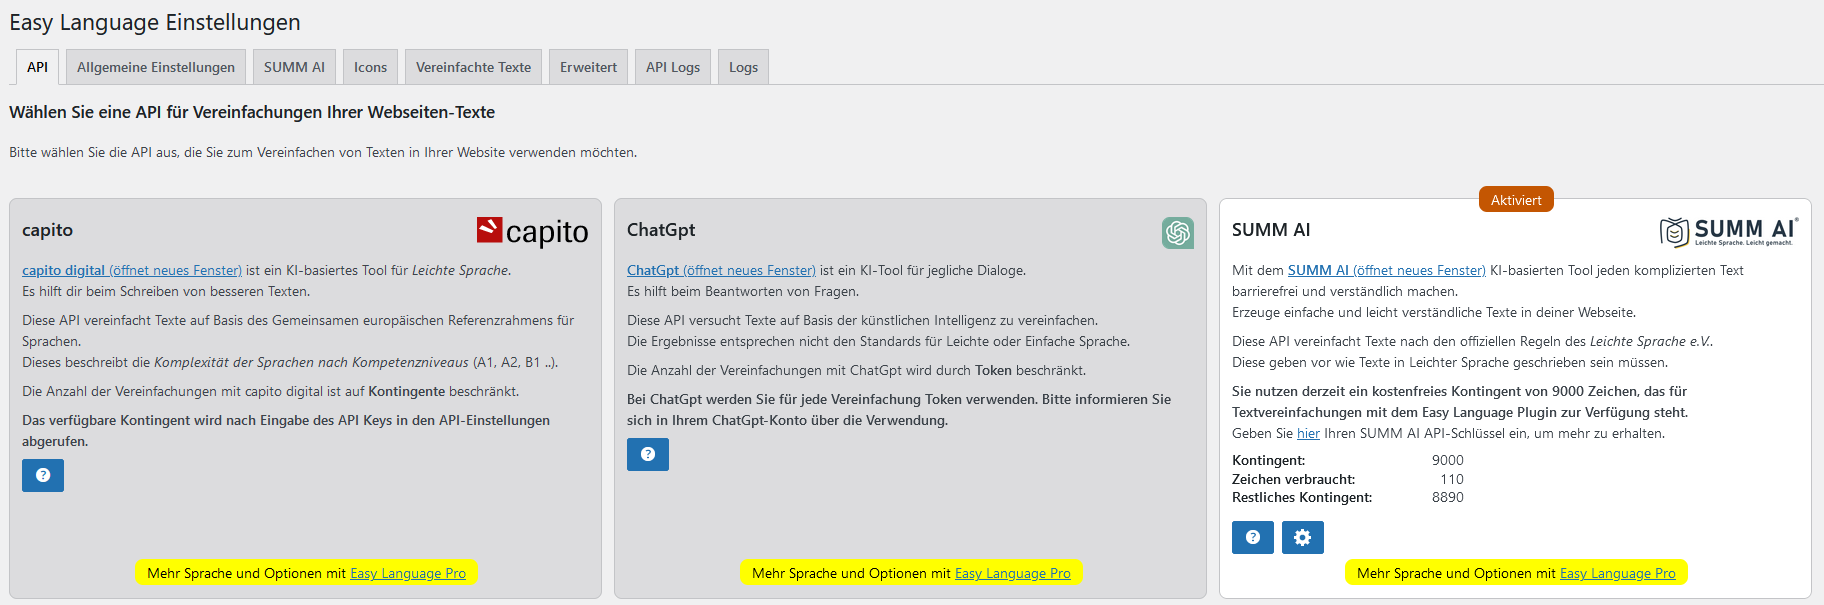 Easy Language Einstellungen
API
Allgemeine Einstellungen
SUMM AI
Icons
Vereinfachte Texte
Erweitert
API Logs
Logs
Wählen Sie eine API für Vereinfachungen Ihrer Webseiten-Texte
Bitte wählen Sie die API aus, die Sie zum Vereinfachen von Texten in Ihrer Website verwenden möchten.
capito
capito
capito digital (öffnet neues Fenster) ist ein KI-basiertes Tool für Leichte Sprache.
Es hilft dir beim Schreiben von besseren Texten.
Diese API vereinfacht Texte auf Basis des Gemeinsamen europäischen Referenzrahmens für
Sprachen.
Dieses beschreibt die Komplexität der Sprachen nach Kompetenzniveaus (A1, A2, B1 ..).
Die Anzahl der Vereinfachungen mit capito digital ist auf Kontingente beschränkt.
Das verfügbare Kontingent wird nach Eingabe des API Keys in den API-Einstellungen
abgerufen.
Mehr Sprache und Optionen mit Easy Language Pro
ChatGpt
ChatGpt (öffnet neues Fenster) ist ein KI-Tool für jegliche Dialoge.
Es hilft beim Beantworten von Fragen.
Diese API versucht Texte auf Basis der künstlichen Intelligenz zu vereinfachen.
Die Ergebnisse entsprechen nicht den Standards für Leichte oder Einfache Sprache.
Die Anzahl der Vereinfachungen mit ChatGpt wird durch Token beschränkt.
Bei ChatGpt werden Sie für jede Vereinfachung Token verwenden. Bitte informieren Sie
sich in Ihrem ChatGpt-Konto über die Verwendung.
Mehr Sprache und Optionen mit Easy Language Pro
Aktiviert
SUMM AI
SUMM AI®
Leichte Sprache. Leicht gemacht.
Mit dem SUMM AI (öffnet neues Fenster) KI-basierten Tool jeden komplizierten Text
barrierefrei und verständlich machen.
Erzeuge einfache und leicht verständliche Texte in deiner Webseite.
Diese API vereinfacht Texte nach den offiziellen Regeln des Leichte Sprache e.V..
Diese geben vor wie Texte in Leichter Sprache geschrieben sein müssen.
Sie nutzen derzeit ein kostenfreies Kontingent von 9000 Zeichen, das für
Textvereinfachungen mit dem Easy Language Plugin zur Verfügung steht.
Geben Sie hier Ihren SUMM AI API-Schlüssel ein, um mehr zu erhalten.
Kontingent: 9000
Zeichen verbraucht: 110
Restliches Kontingent: 8890
Mehr Sprache und Optionen mit Easy Language Pro